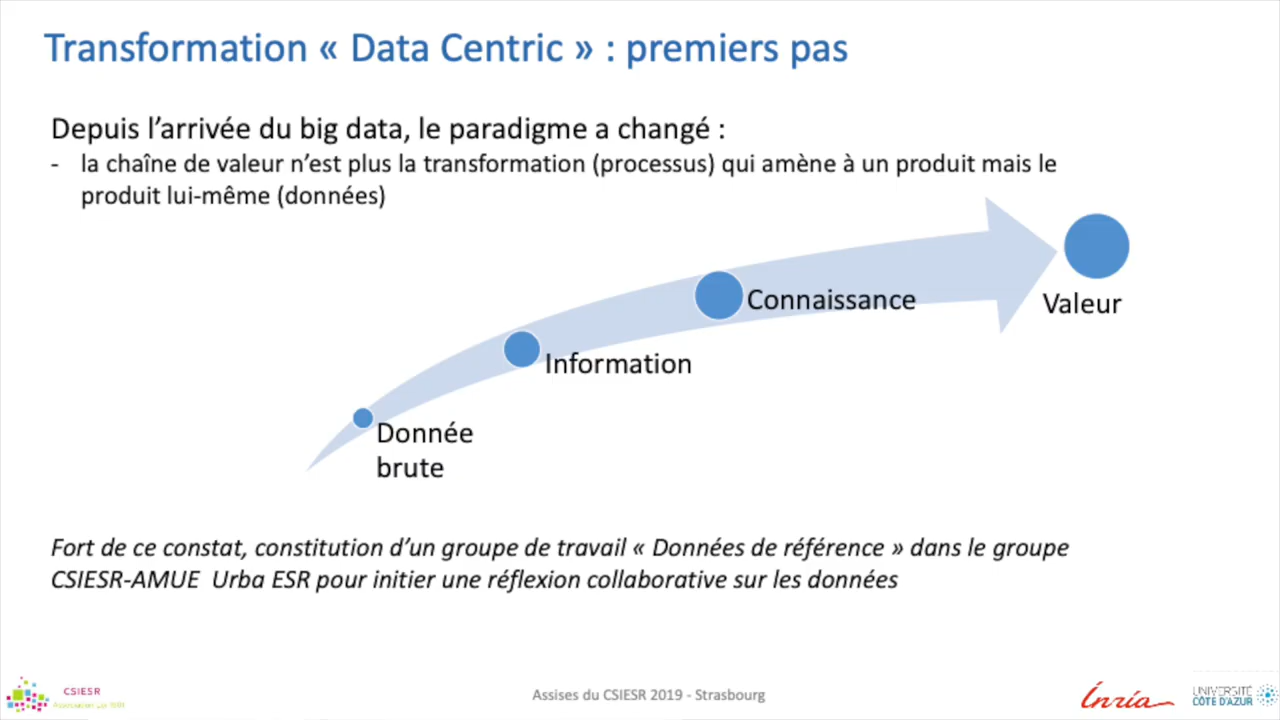 Transformation « Data Centric » : premiers pas
Depuis l’arrivée du big data, le paradigme a changé :
- la chaîne de valeur n’est plus la transformation (processus) qui amène à un produit mais le
produit lui-même (données)
Valeur
Connaissance
Information
Donnée
brute
Fort de ce constat, constitution d’un groupe de travail « Données de référence » dans le groupe
CSIESR-AMUE Urba ESR pour initier une réflexion collaborative sur les données
CSIESR
Assises du CSIESR 2019 - Strasbourg
Inria
UNIVERSITÉ
CÔTE D'AZUR